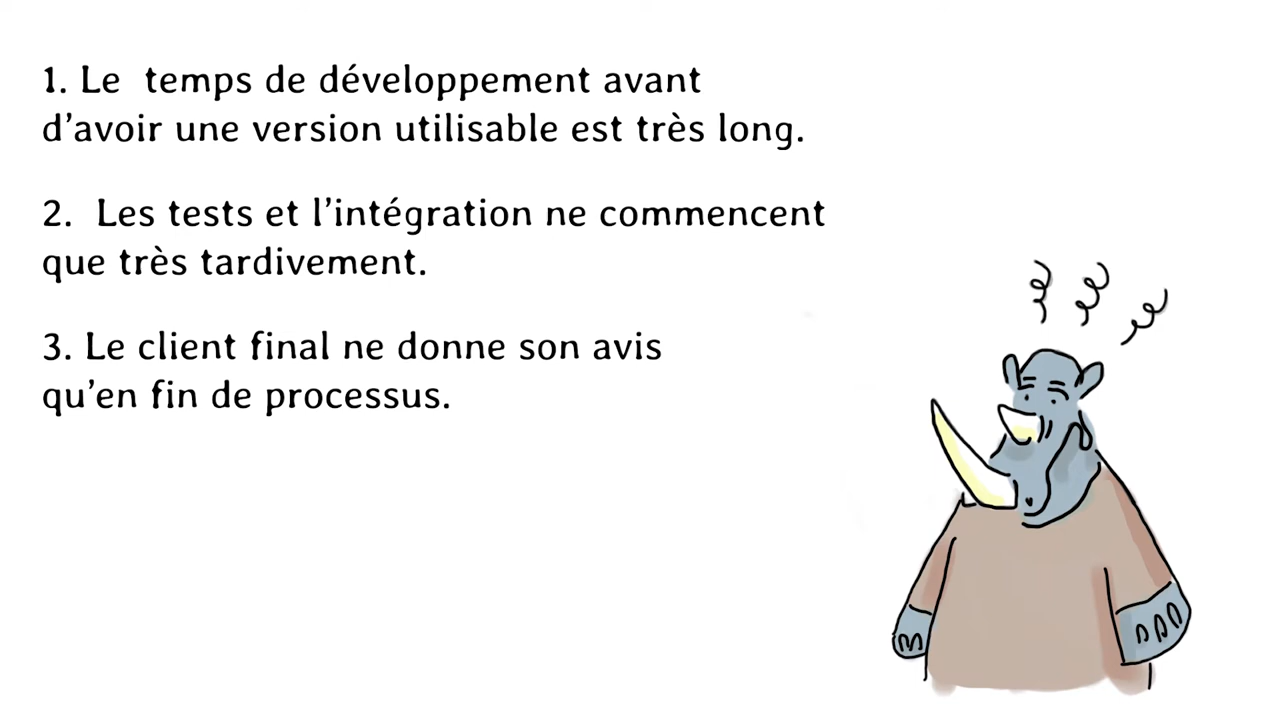 1. Le temps de développement avant
d’avoir une version utilisable est très long.
2. Les tests et l’intégration ne commencent
que très tardivement.
3. Le client final ne donne son avis
qu’en fin de processus.